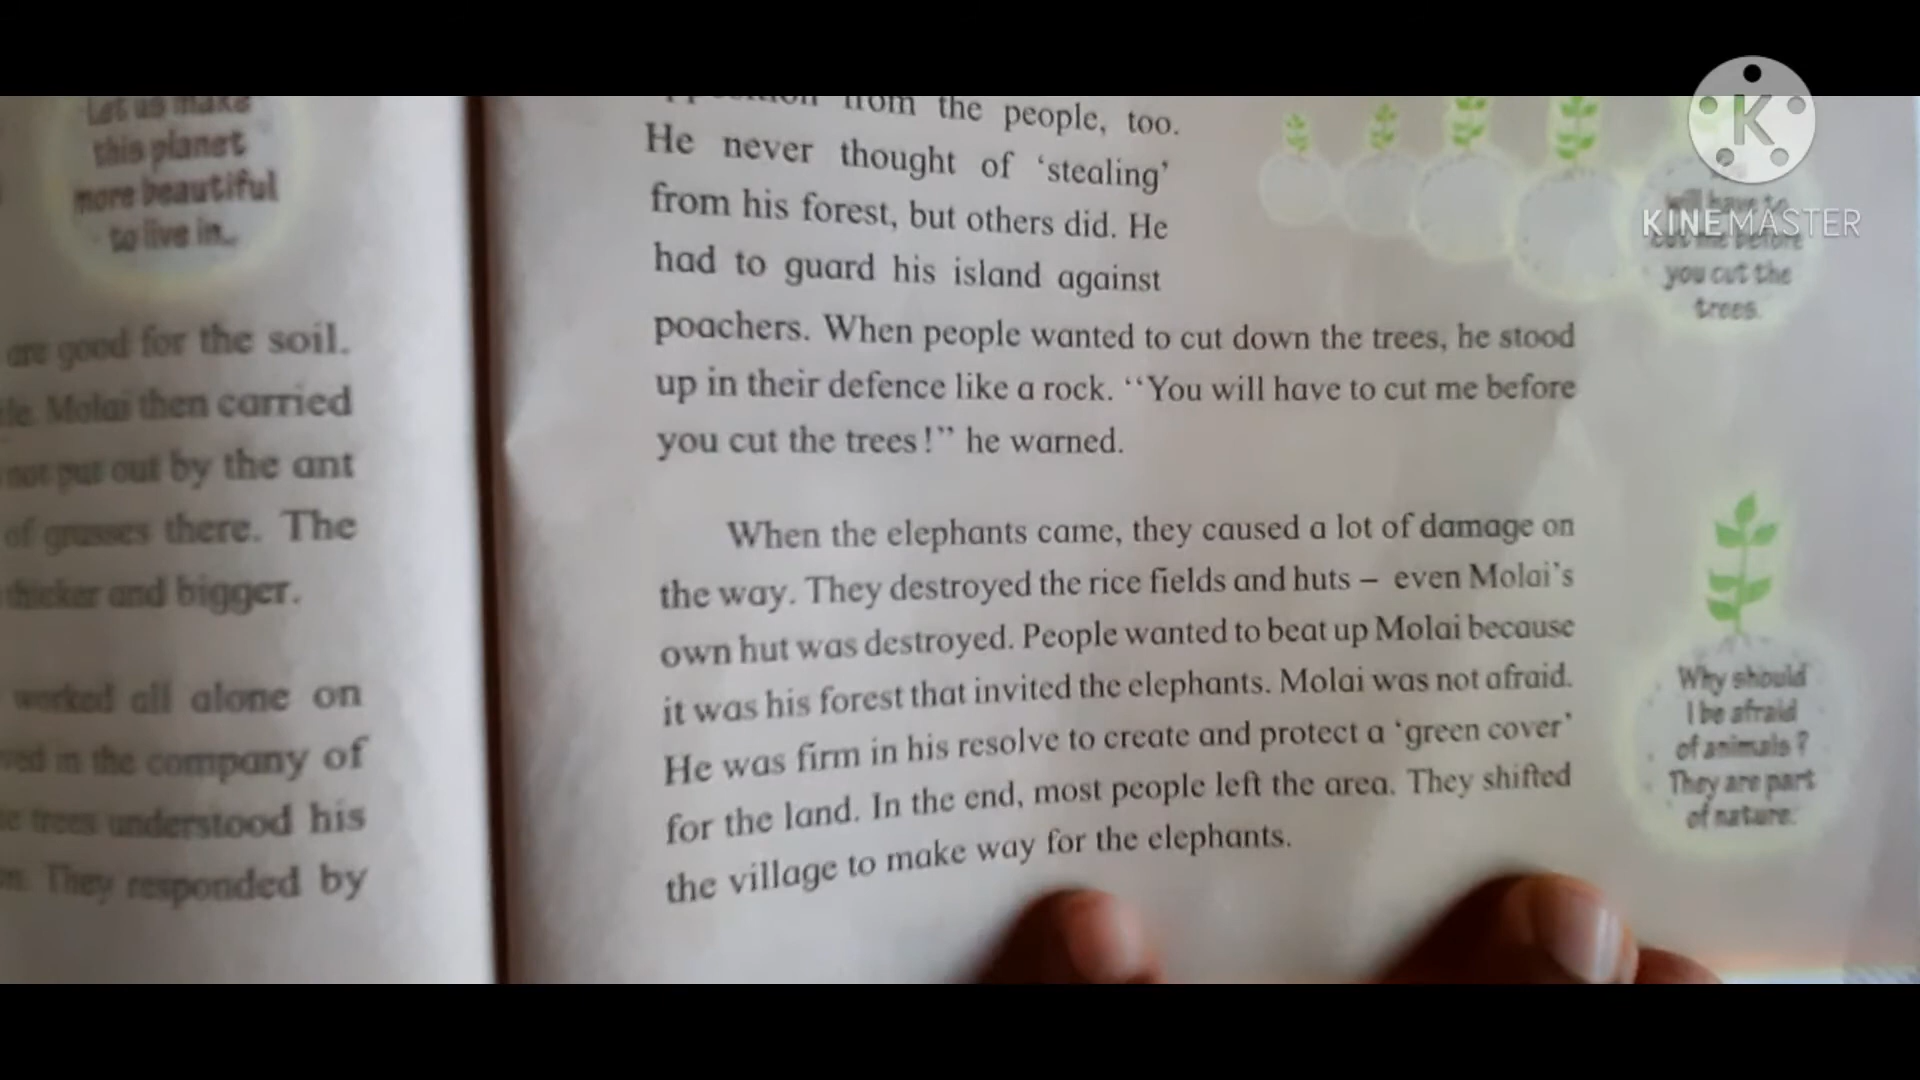 Let us make
this planet
more beautiful
to live in..
are good for the soil.
Molai then carried
not put out by the ant
of grasses there. The
thicker and bigger.
worked all alone on
in the company of
trees understood his
They responded by
from the people, too.
He never thought of ‘stealing’
from his forest, but others did. He
had to guard his island against
poachers. When people wanted to cut down the trees, he stood
up in their defence like a rock. “You will have to cut me before
you cut the trees!” he warned.
When the elephants came, they caused a lot of damage on
the way. They destroyed the rice fields and huts – even Molai’s
own hut was destroyed. People wanted to beat up Molai because
it was his forest that invited the elephants. Molai was not afraid.
He was firm in his resolve to create and protect a ‘green cover’
for the land. In the end, most people left the area. They shifted
the village to make way for the elephants.
K
KINEMASTER
will have to
cut me before
you cut the
trees.
Why should
I be afraid
of animals?
They are part
of nature.